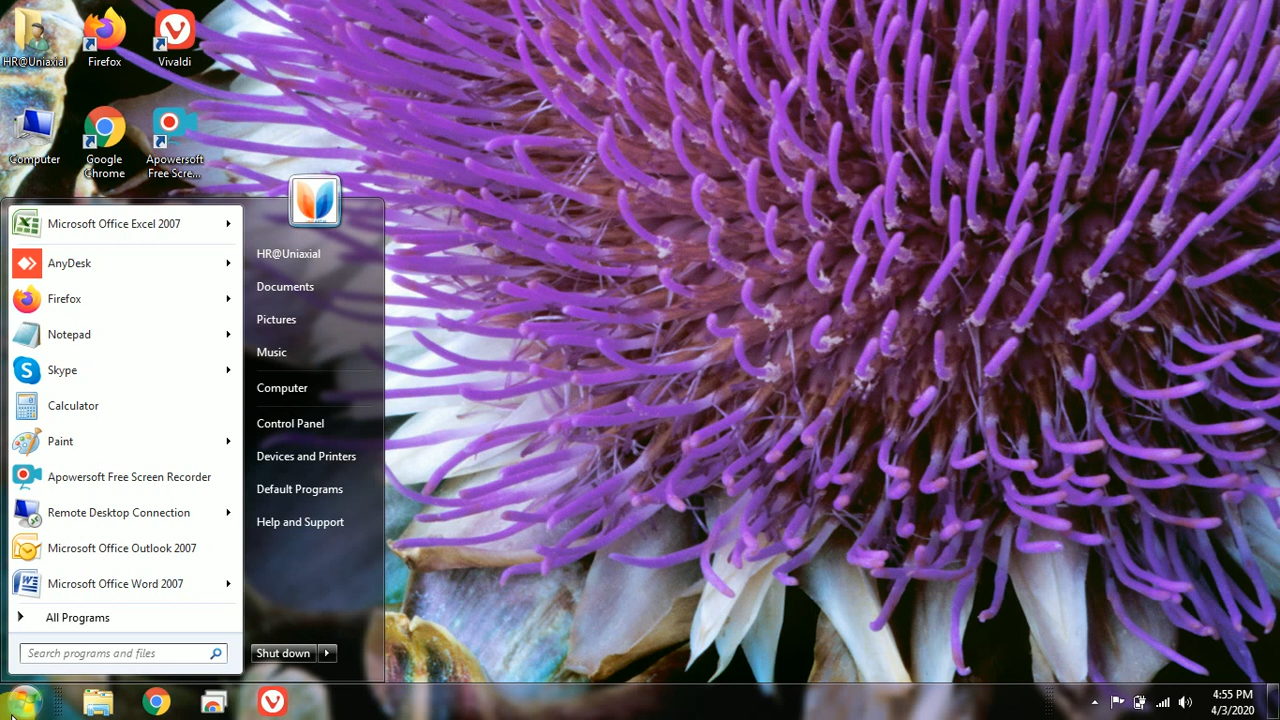 HR@Uniaxial
Firefox
Vivaldi
Computer
Google
Chrome
Apowersoft
Free Scre...
Microsoft Office Excel 2007
AnyDesk
Firefox
Notepad
Skype
Calculator
Paint
Apowersoft Free Screen Recorder
Remote Desktop Connection
Microsoft Office Outlook 2007
Microsoft Office Word 2007
All Programs
Search programs and files
HR@Uniaxial
Documents
Pictures
Music
Computer
Control Panel
Devices and Printers
Default Programs
Help and Support
Shut down
4:55 PM
4/3/2020